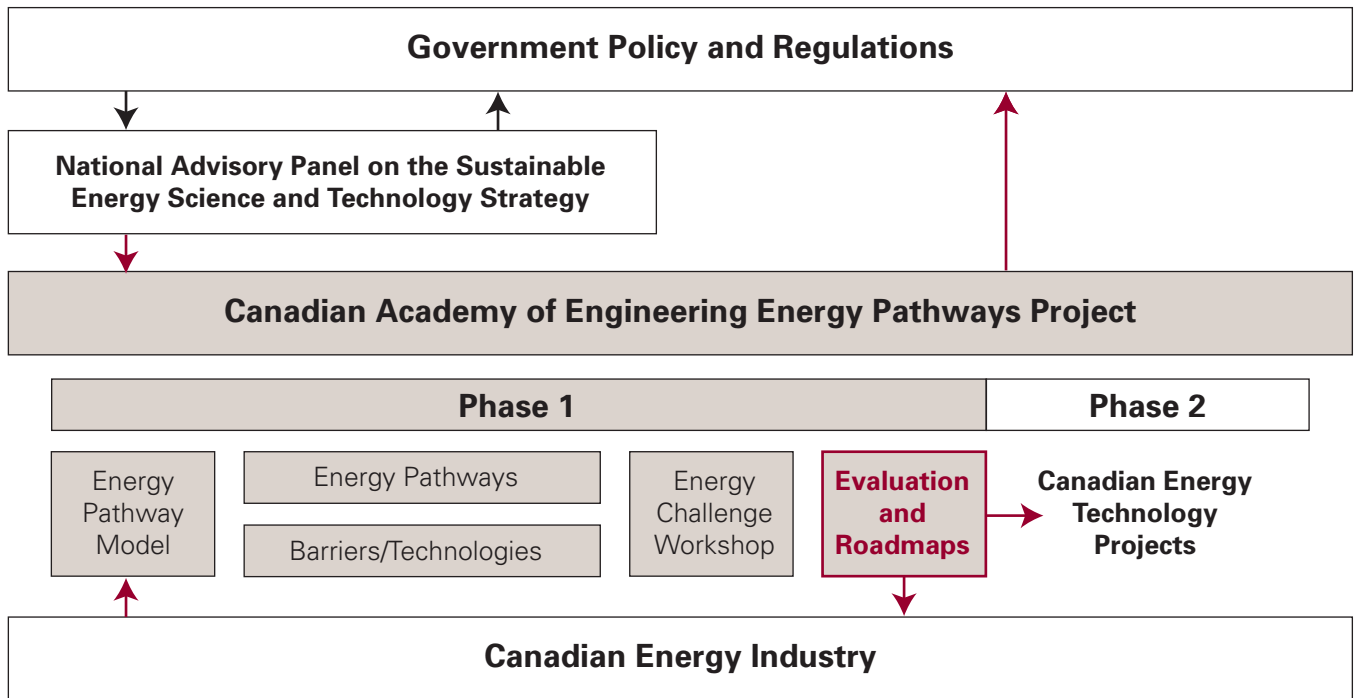 Government Policy and Regulations
National Advisory Panel on the Sustainable
Energy Science and Technology Strategy
Canadian Academy of Engineering Energy Pathways Project
Phase 1
Phase 2
Energy
Pathway
Model
Energy Pathways
Barriers/Technologies
Energy
Challenge
Workshop
Evaluation
and
Roadmaps
Canadian Energy
Technology
Projects
Canadian Energy Industry